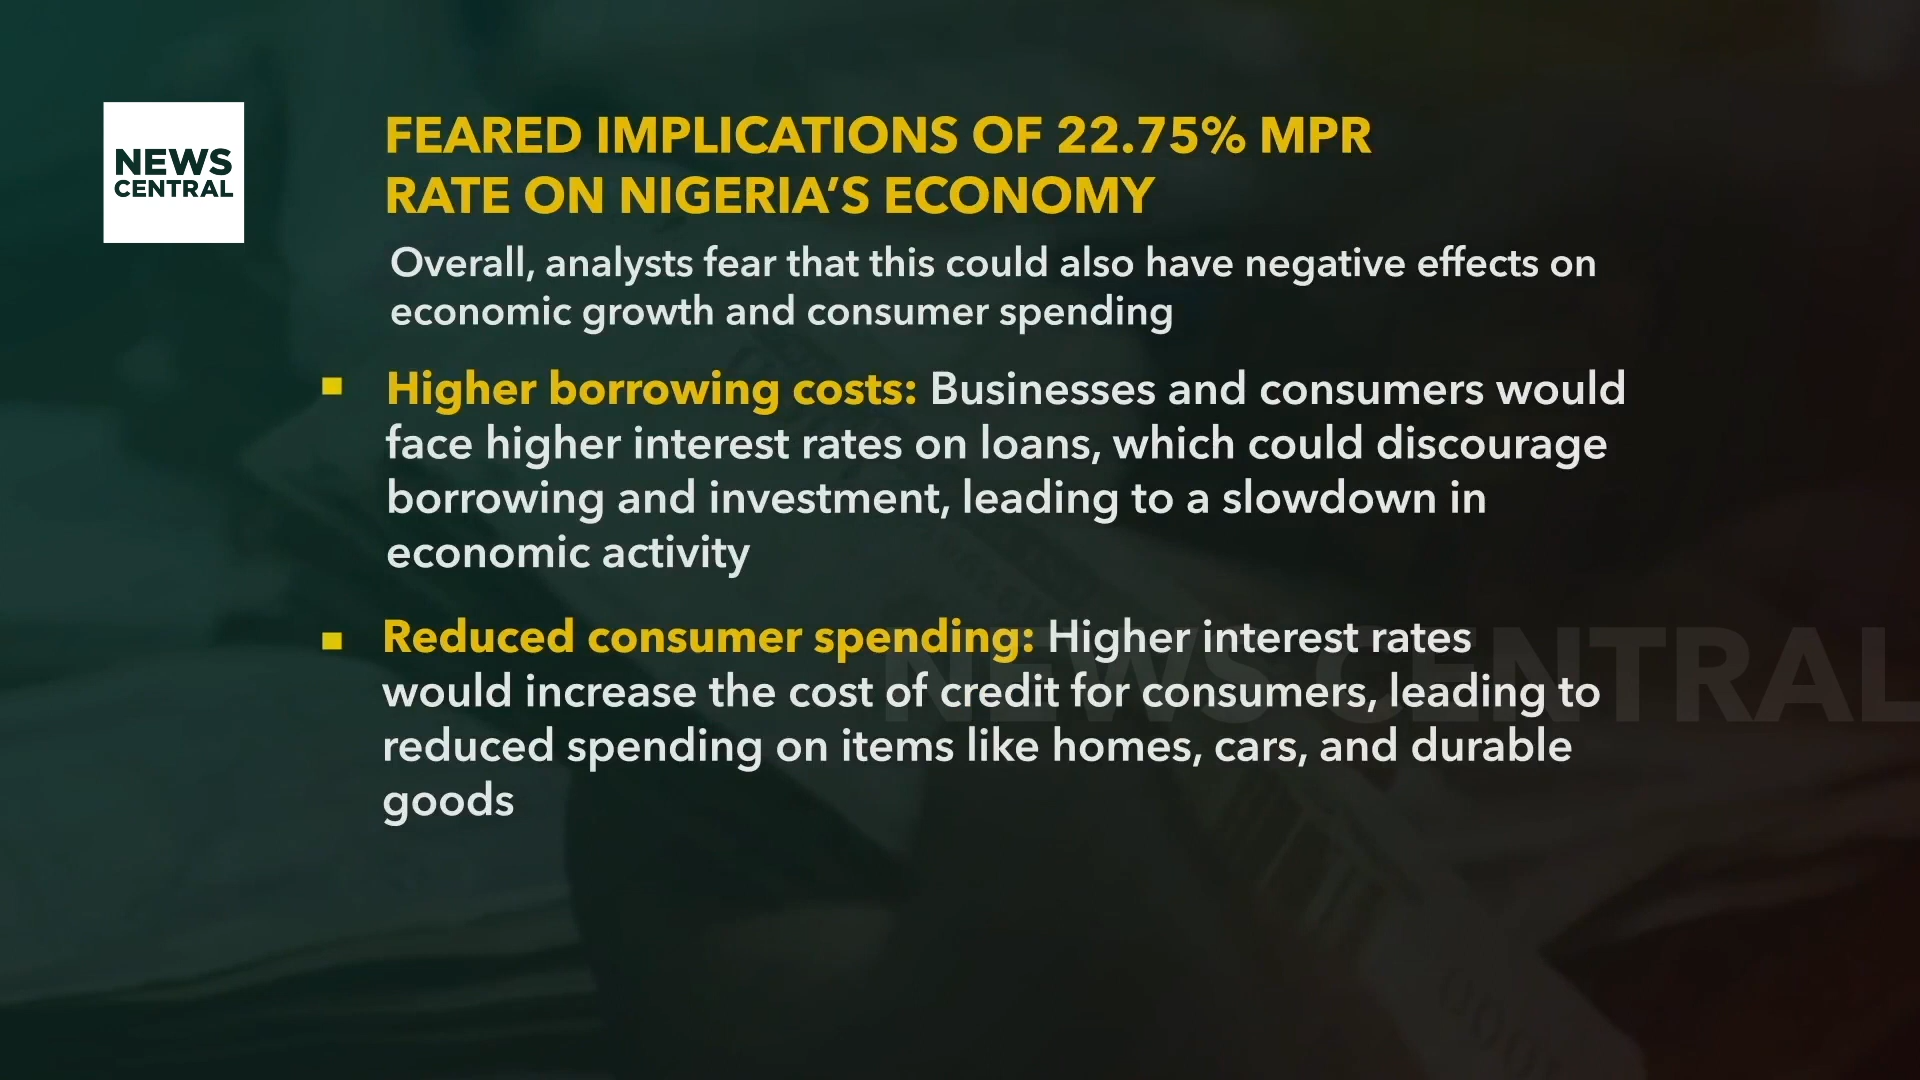 NEWS
CENTRAL
FEARED IMPLICATIONS OF 22.75% MPR
RATE ON NIGERIA’S ECONOMY
Overall, analysts fear that this could also have negative effects on
economic growth and consumer spending
Higher borrowing costs: Businesses and consumers would
face higher interest rates on loans, which could discourage
borrowing and investment, leading to a slowdown in
economic activity
Reduced consumer spending: Higher interest rates
would increase the cost of credit for consumers, leading to
reduced spending on items like homes, cars, and durable
goods
NEWS CENTRAL